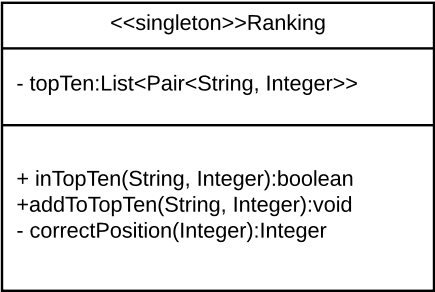 <<singleton>>Ranking
- topTen:List<Pair<String, Integer>>
+ inTopTen(String, Integer):boolean
+addToTopTen(String, Integer):void
- correctPosition(Integer):Integer